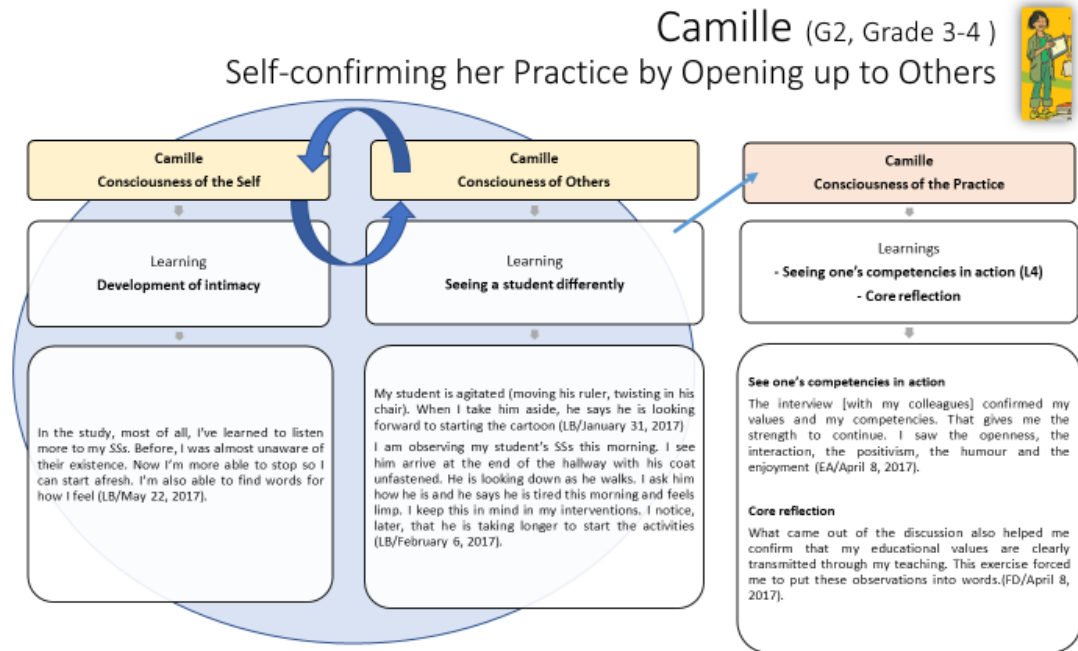 Camille (G2, Grade 3-4 )
Self-confirming her Practice by Opening up to Others
Camille
Consciousness of the Self
Learning
Development of intimacy
In the study, most of all, I've learned to listen
more to my SSs. Before, I was almost unaware of
their existence. Now I'm more able to stop so I
can start afresh. I'm also able to find words for
how I feel (LB/May 22, 2017).
Camille
Consciouness of Others
Learning
Seeing a student differently
My student is agitated (moving his ruler, twisting in his
chair). When I take him aside, he says he is looking
forward to starting the cartoon (LB/January 31, 2017)
I am observing my student's SSs this morning. I see
him arrive at the end of the hallway with his coat
unfastened. He is looking down as he walks. I ask him
how he is and he says he is tired this morning and feels
limp. I keep this in mind in my interventions. I notice,
later, that he is taking longer to start the activities
(LB/February 6, 2017).
Camille
Consciousness of the Practice
Learnings
- Seeing one's competencies in action (L4)
- Core reflection
See one's competencies in action
The interview [with my colleagues] confirmed my
values and my competencies. That gives me the
strength to continue. I saw the openness, the
interaction, the positivism, the humour and the
enjoyment (EA/April 8, 2017).
Core reflection
What came out of the discussion also helped me
confirm that my educational values are clearly
transmitted through my teaching. This exercise forced
me to put these observations into words.(FD/April 8,
2017).